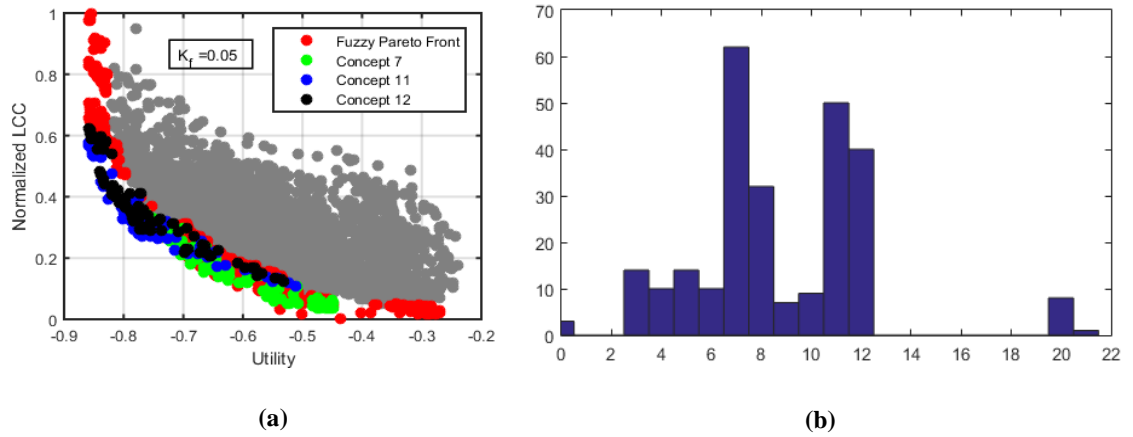 1
0.8
0.6
0.4
0.2
0
Normalized LCC
-0.9 -0.8 -0.7 -0.6 -0.5 -0.4 -0.3 -0.2
Utility
K_f =0.05
Fuzzy Pareto Front
Concept 7
Concept 11
Concept 12
(a)
70
60
50
40
30
20
10
0
0 2 4 6 8 10 12 14 16 18 20 22
(b)